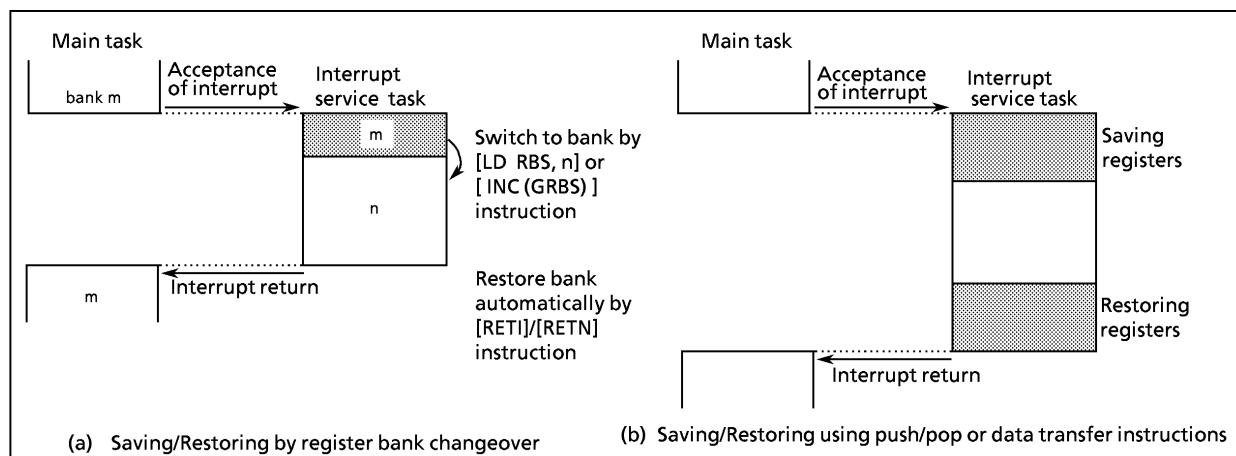 Main task
bank m
Acceptance
of interrupt
Interrupt
service task
m
n
Switch to bank by
[LD RBS, n] or
[ INC (GRBS) ]
instruction
Interrupt return
m
Restore bank
automatically by
[RETI]/[RETN]
instruction
(a) Saving/Restoring by register bank changeover
Main task
Acceptance
of interrupt
Interrupt
service task
Saving
registers
Restoring
registers
Interrupt return
(b) Saving/Restoring using push/pop or data transfer instructions